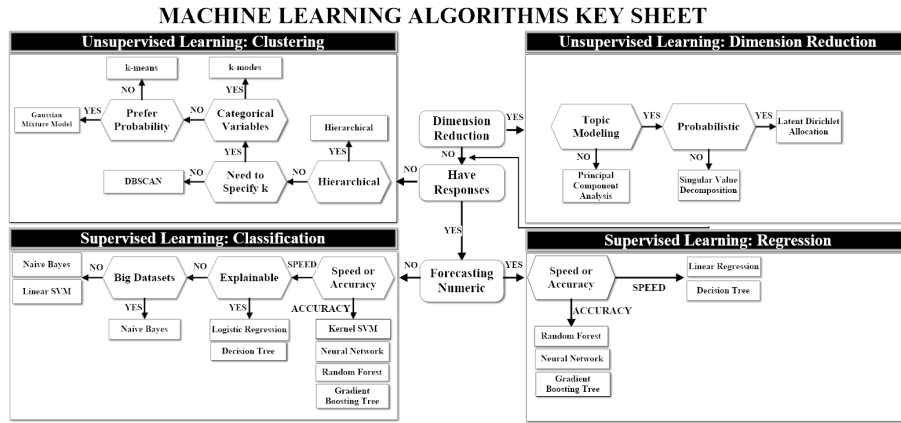 MACHINE LEARNING ALGORITHMS KEY SHEET
Unsupervised Learning: Clustering
k-means
k-modes
NO
YES
Gaussian
Mixture Model
YES
Prefer
Probability
NO
Categorical
Variables
Hierarchical
YES
YES
DBSCAN
NO
Need to
Specify k
NO
Hierarchical
NO
Dimension
Reduction
YES
NO
Have
Responses
YES
Forecasting
Numeric
Unsupervised Learning: Dimension Reduction
Topic
Modeling
YES
Probabilistic
YES
Latent Dirichlet
Allocation
NO
NO
Principal
Component
Analysis
Singular Value
Decomposition
Supervised Learning: Classification
Naive Bayes
Linear SVM
NO
Big Datasets
NO
Explainable
SPEED
Speed or
Accuracy
NO
YES
YES
ACCURACY
Naive Bayes
Logistic Regression
Decision Tree
Kernel SVM
Neural Network
Random Forest
Gradient
Boosting Tree
Supervised Learning: Regression
YES
Speed or
Accuracy
SPEED
Linear Regression
Decision Tree
ACCURACY
Random Forest
Neural Network
Gradient
Boosting Tree